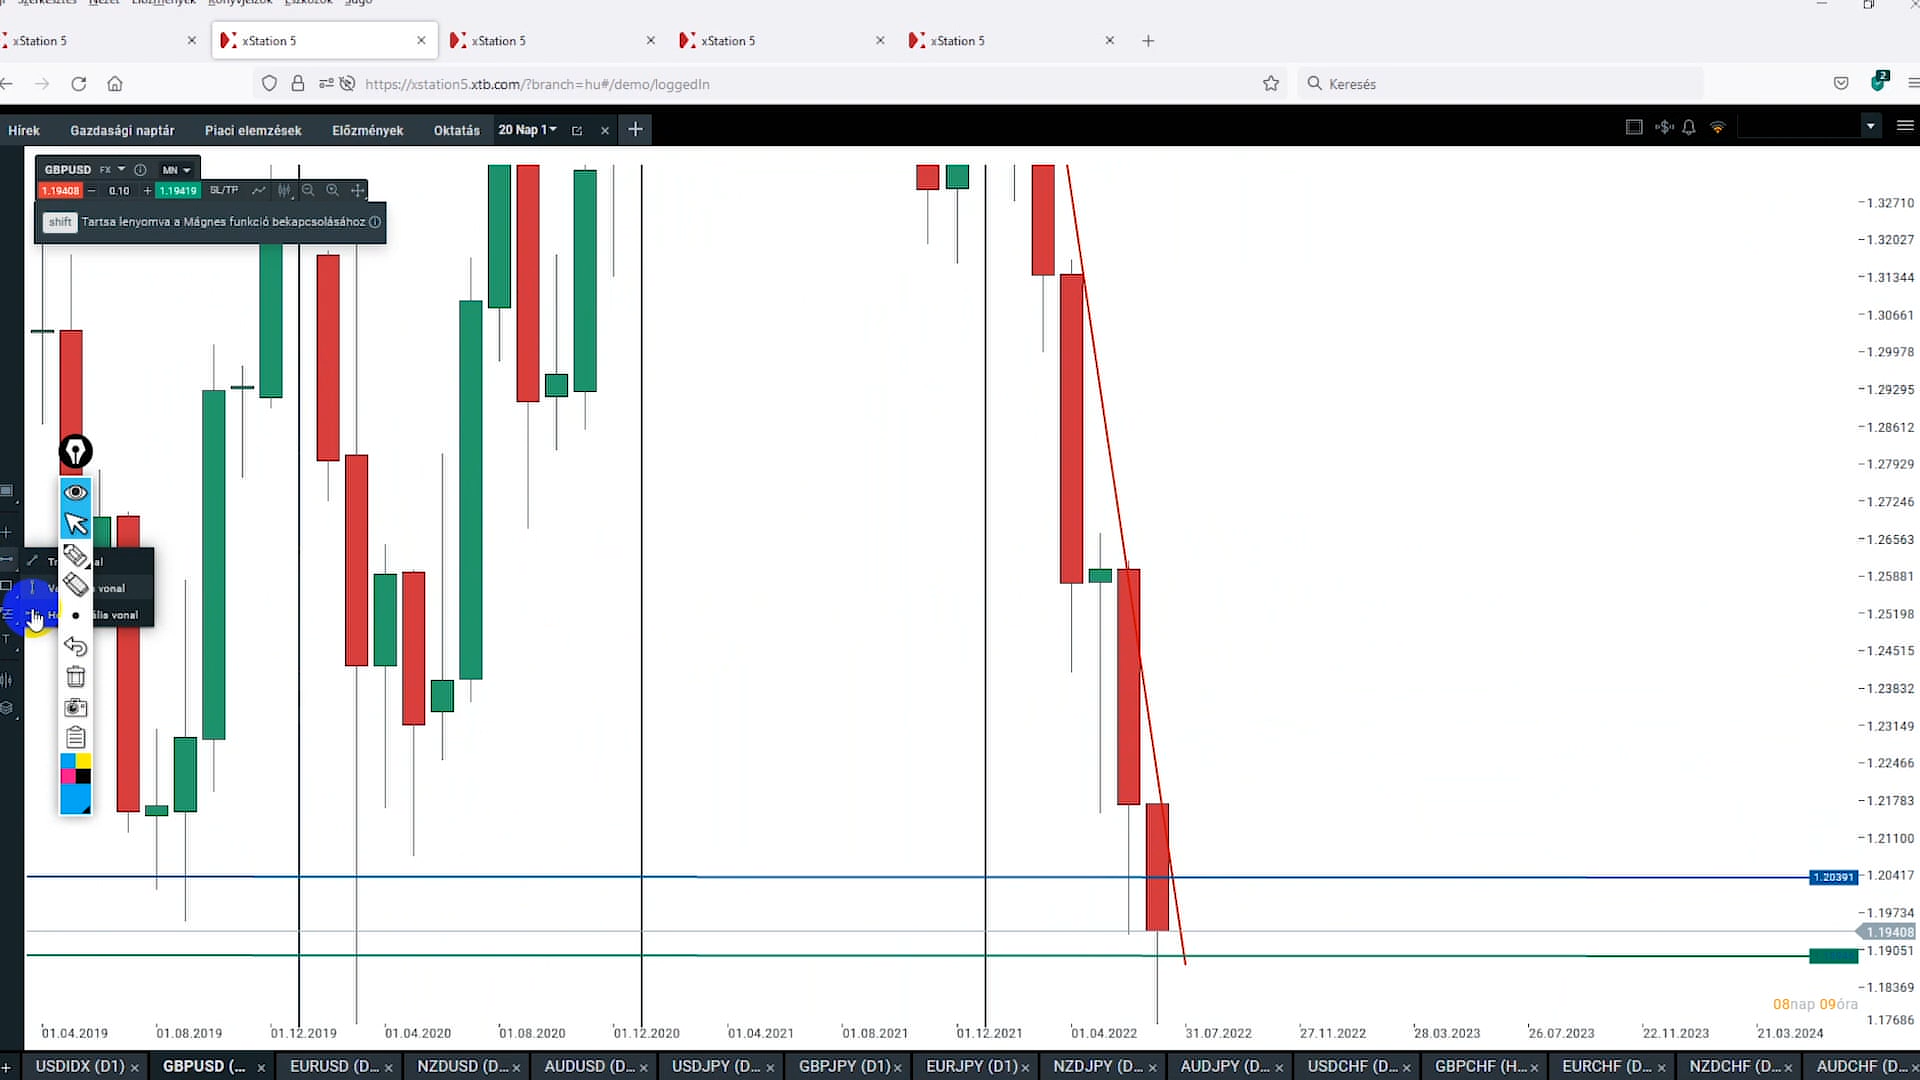 Szerkesztés Nézet Előzmények Könyvjelzők Eszközök Súgó
xStation 5
xStation 5
xStation 5
xStation 5
xStation 5
https://xstation5.xtb.com/?branch=hu#/demo/loggedIn
Keresés
2
Hírek Gazdasági naptár Piaci elemzések Előzmények Oktatás 20 Nap 1
GBPUSD FX MN
1.19408 0.10 1.19419 SL/TP
shift Tartsa lenyomva a Mágnes funkció bekapcsolásához
vonal
vonal
T
1.32710
1.32027
1.31344
1.30661
1.29978
1.29295
1.28612
1.27929
1.27246
1.26563
1.25881
1.25198
1.24515
1.23832
1.23149
1.22466
1.21783
1.21100
1.20391
1.20417
1.19734
1.19408
1.19051
1.18369
1.17686
08nap 09óra
01.04.2019 01.08.2019 01.12.2019 01.04.2020 01.08.2020 01.12.2020 01.04.2021 01.08.2021 01.12.2021 01.04.2022 31.07.2022 27.11.2022 28.03.2023 26.07.2023 22.11.2023 21.03.2024
USDIDX (D1) GBPUSD (... EURUSD (D... NZDUSD (D... AUDUSD (D... USDJPY (D... GBPJPY (D1) EURJPY (D1) NZDJPY (D... AUDJPY (D... USDCHF (D... GBPCHF (H... EURCHF (D... NZDCHF (D... AUDCHF (D...